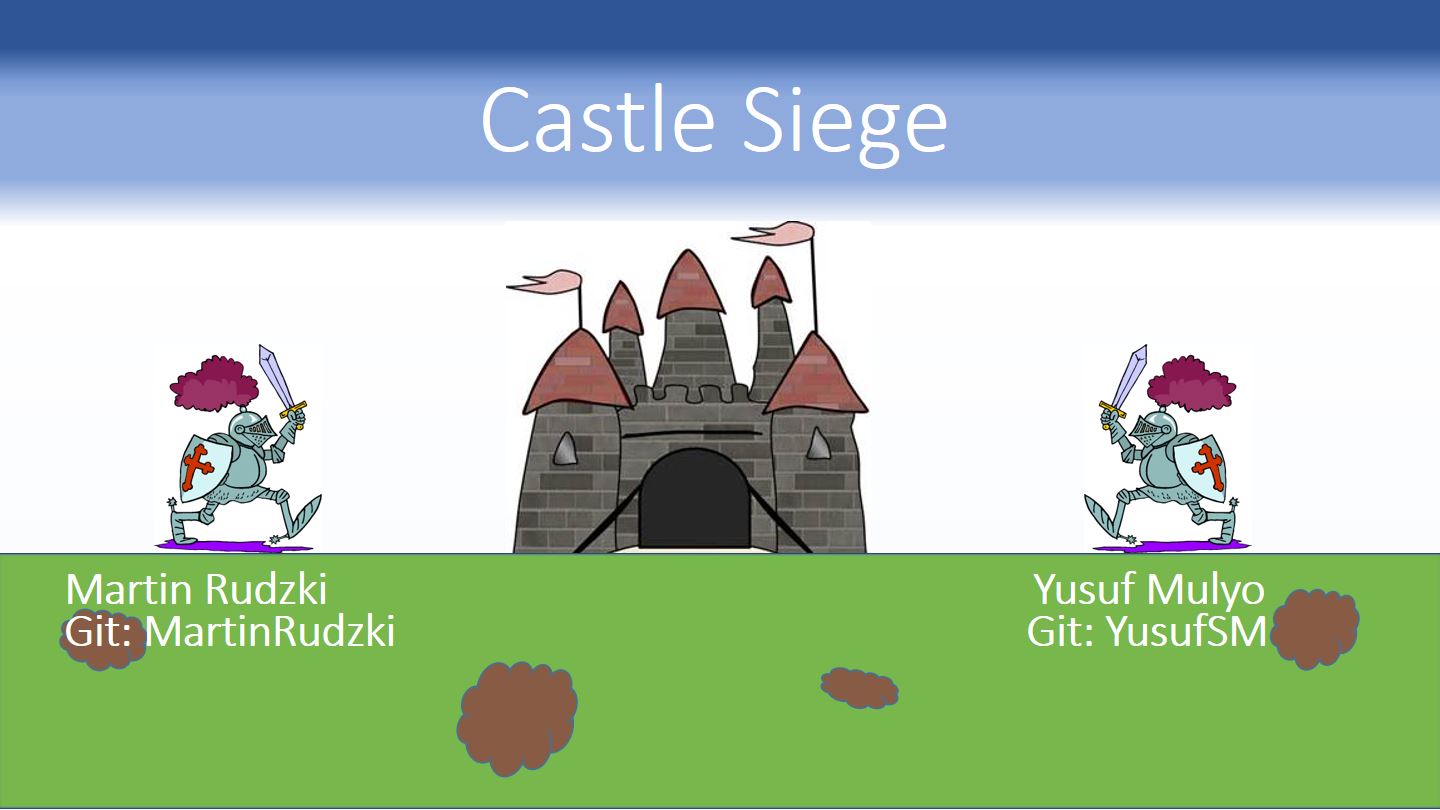 Castle Siege
Martin Rudzki
Git: MartinRudzki
Yusuf Mulyo
Git: YusufSM